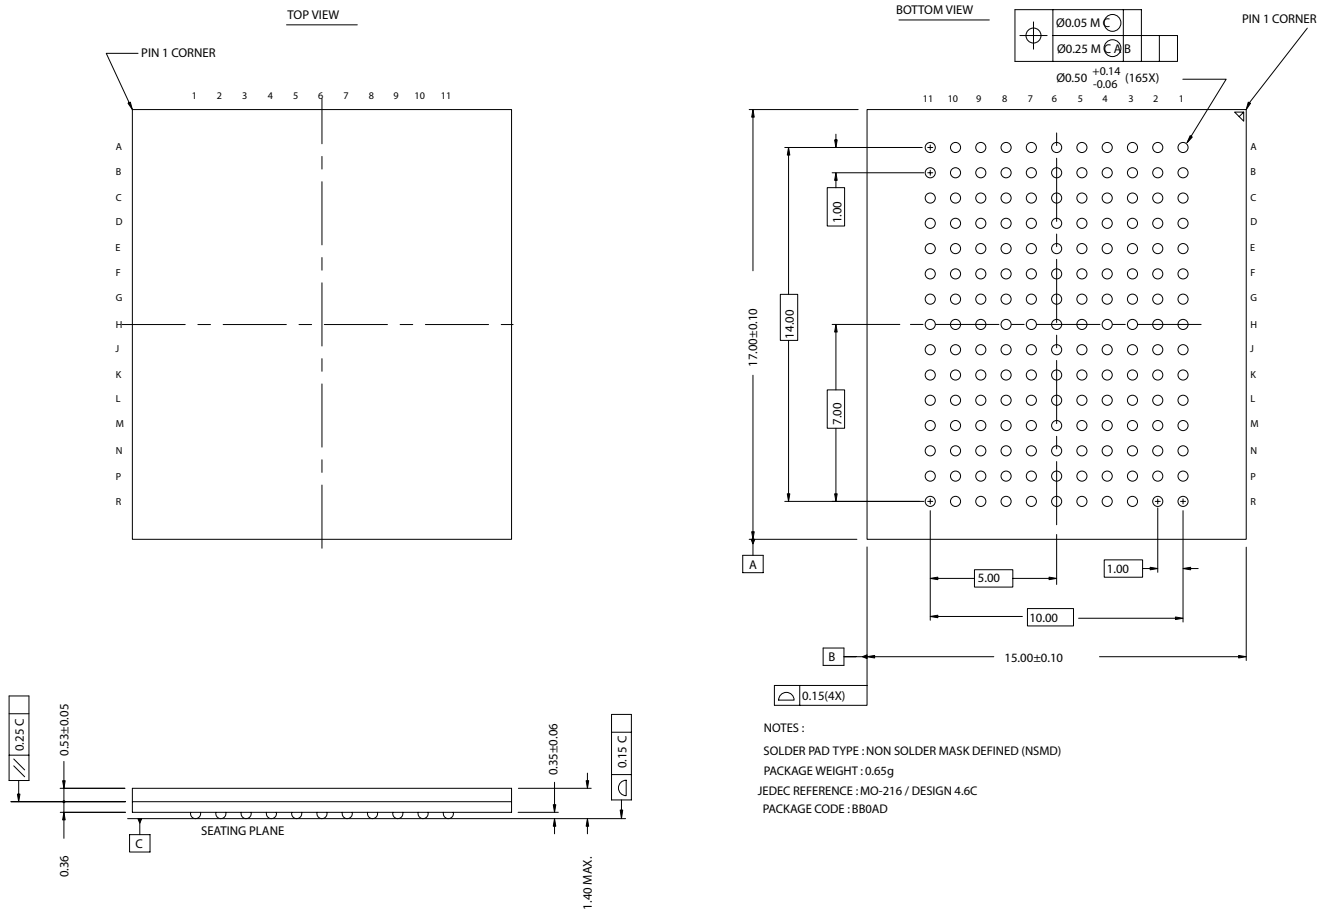 TOP VIEW
PIN 1 CORNER
1 2 3 4 5 6 7 8 9 10 11
A
B
C
D
E
F
G
H
J
K
L
M
N
P
R
BOTTOM VIEW
PIN 1 CORNER
Ø0.05 M C
Ø0.25 M C A B
Ø0.50 +0.14 -0.06 (165X)
11 10 9 8 7 6 5 4 3 2 1
A
B
C
D
E
F
G
H
J
K
L
M
N
P
R
1.00
14.00
17.00±0.10
7.00
A
5.00
1.00
10.00
B
15.00±0.10
0.15(4X)
0.25 C
0.53±0.05
0.36
C
SEATING PLANE
0.35±0.06
0.15 C
1.40 MAX.
NOTES :
SOLDER PAD TYPE : NON SOLDER MASK DEFINED (NSMD)
PACKAGE WEIGHT : 0.65g
JEDEC REFERENCE : MO-216 / DESIGN 4.6C
PACKAGE CODE : BB0AD